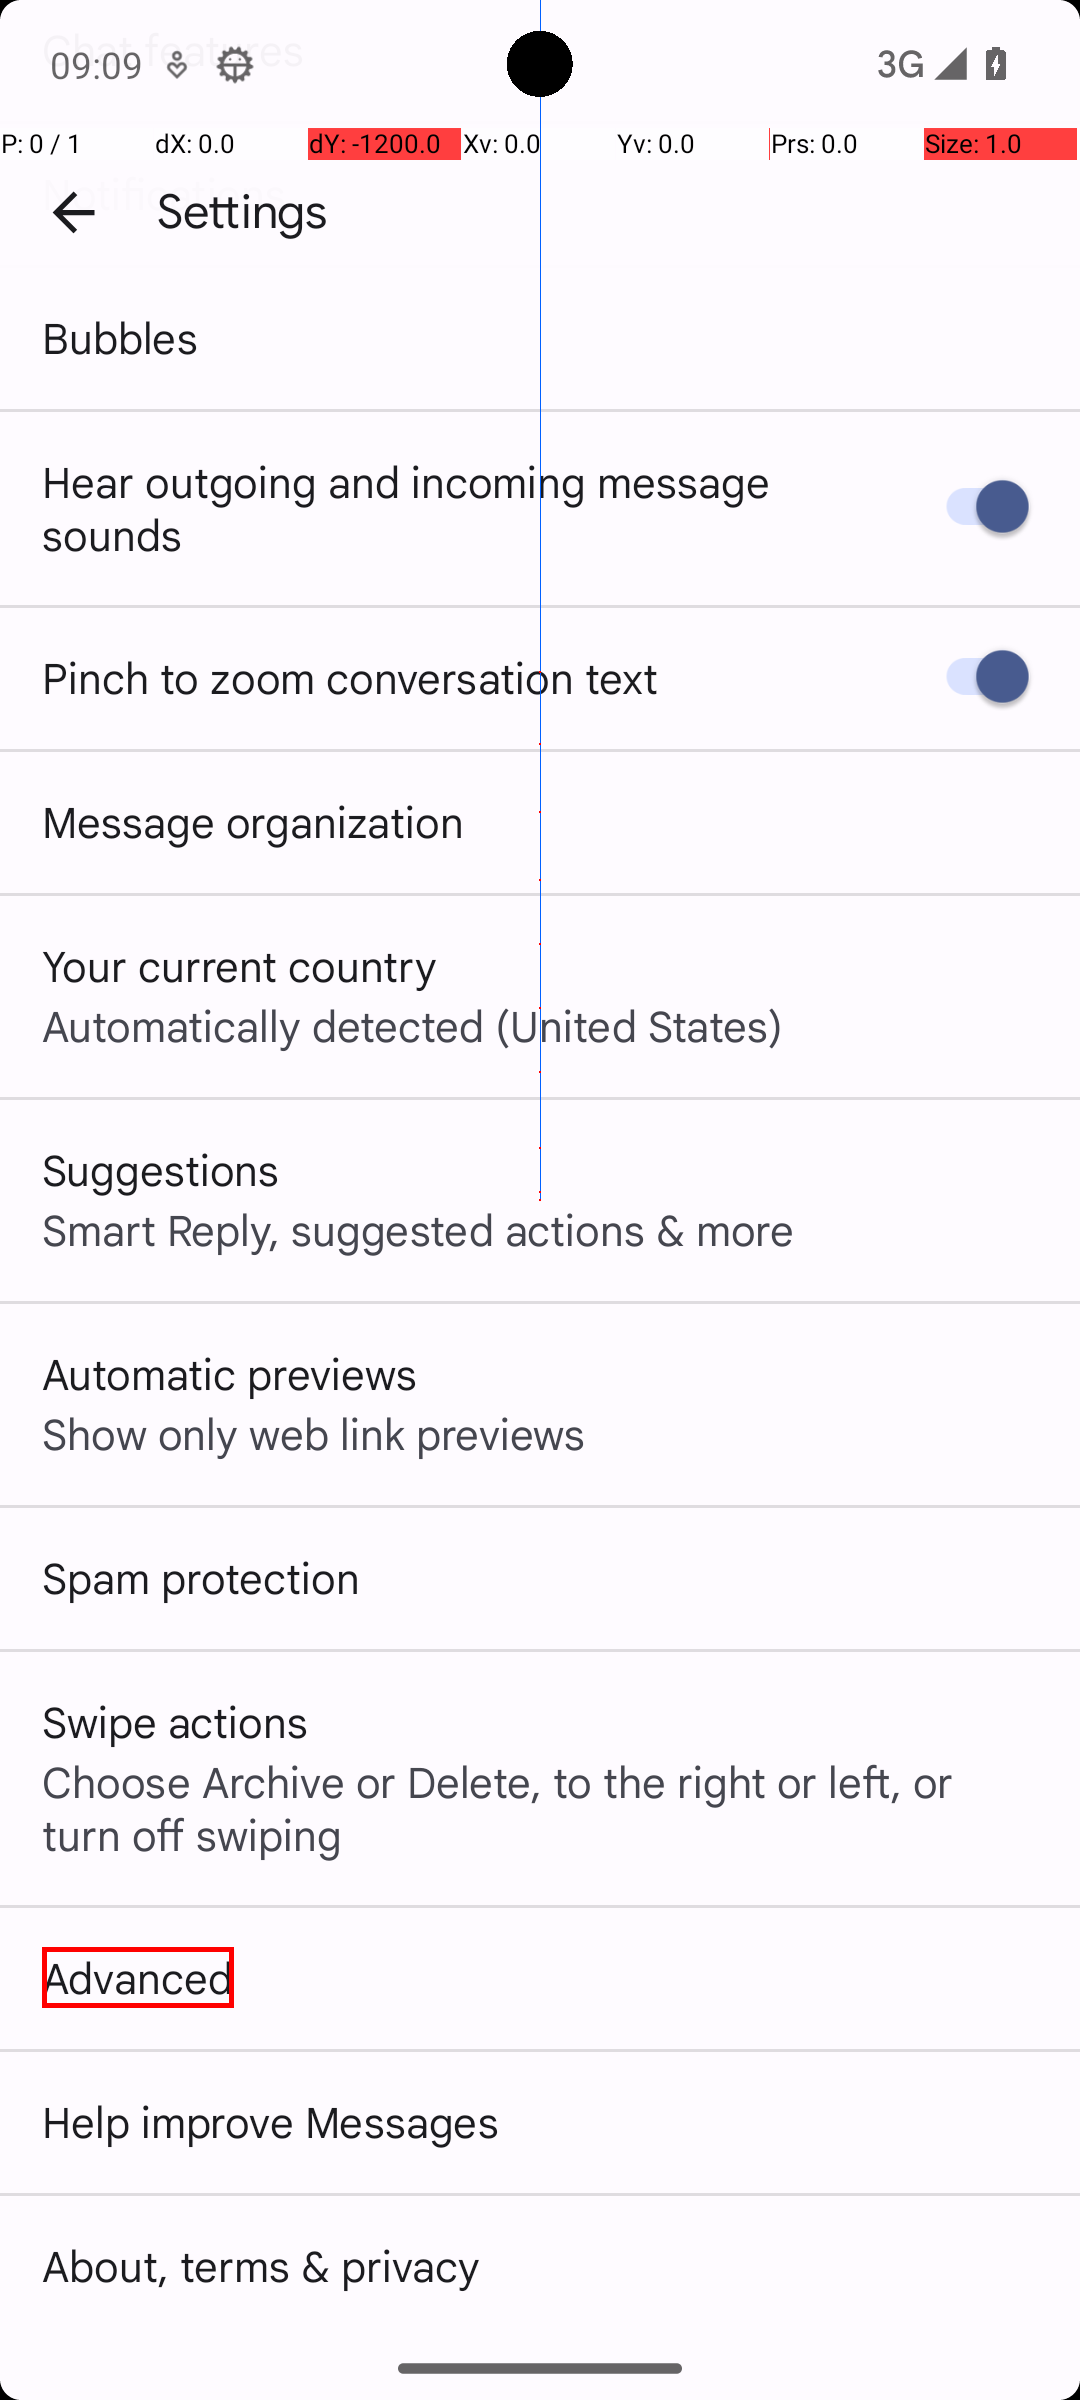 Chat features
09:09
3G
P: 0 / 1 dX: 0.0 dY: -1200.0 Xv: 0.0 Yv: 0.0 Prs: 0.0 Size: 1.0
Notifications
Settings
Bubbles
Hear outgoing and incoming message
sounds
Pinch to zoom conversation text
Message organization
Your current country
Automatically detected (United States)
Suggestions
Smart Reply, suggested actions & more
Automatic previews
Show only web link previews
Spam protection
Swipe actions
Choose Archive or Delete, to the right or left, or
turn off swiping
Advanced
Help improve Messages
About, terms & privacy